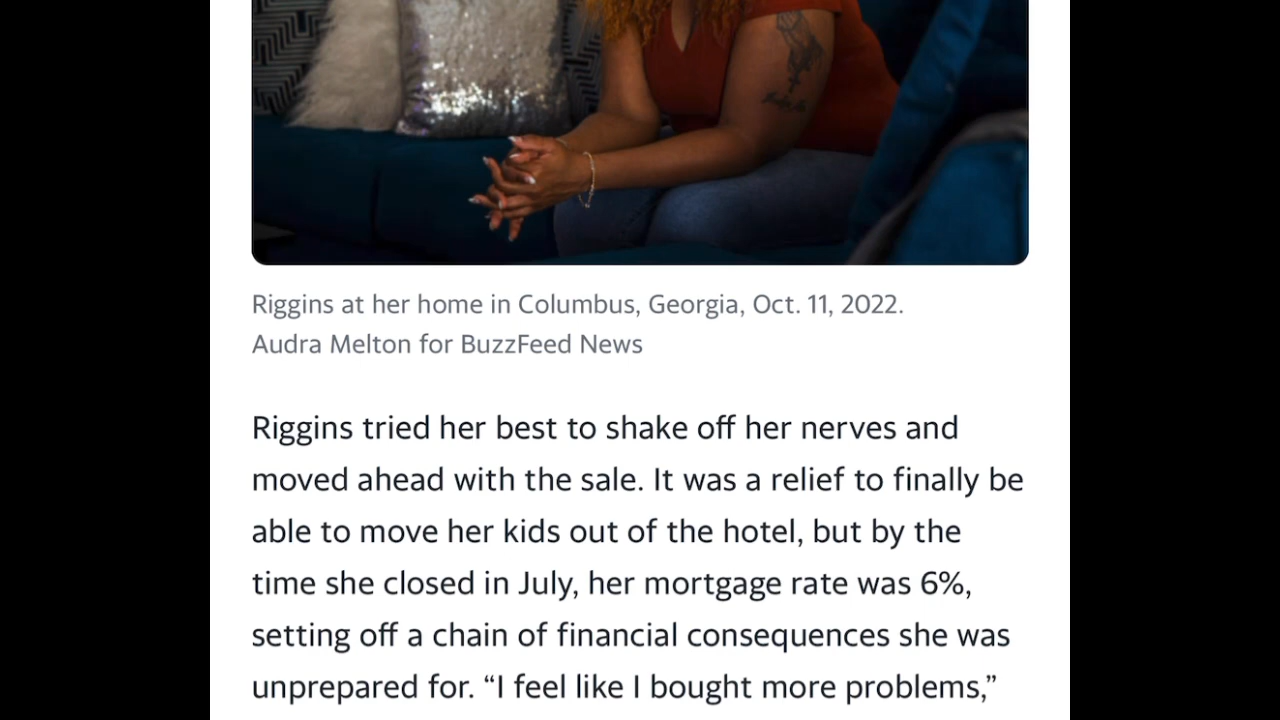 Riggins at her home in Columbus, Georgia, Oct. 11, 2022.
Audra Melton for BuzzFeed News
Riggins tried her best to shake off her nerves and
moved ahead with the sale. It was a relief to finally be
able to move her kids out of the hotel, but by the
time she closed in July, her mortgage rate was 6%,
setting off a chain of financial consequences she was
unprepared for. “I feel like I bought more problems,”